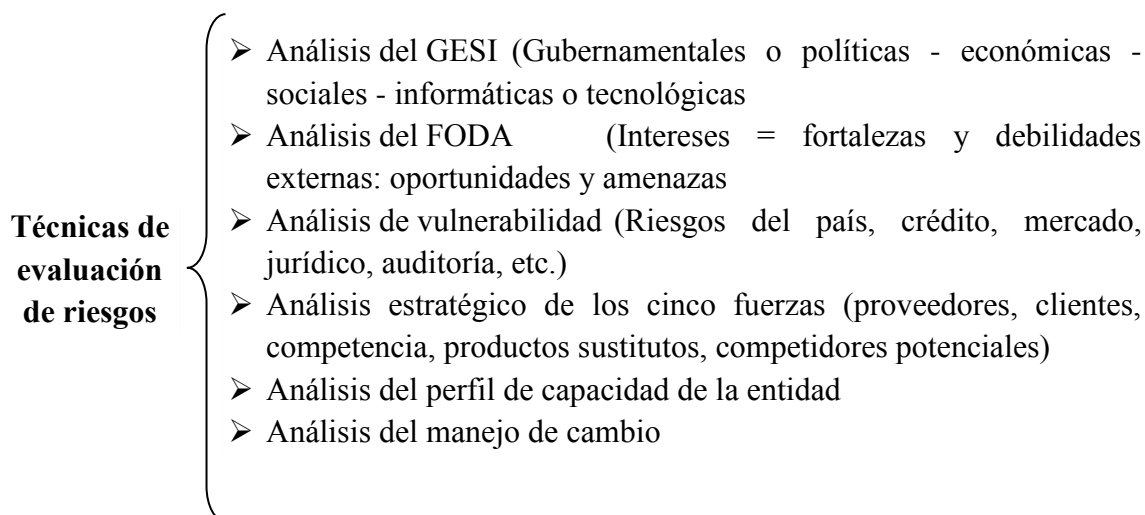 Técnicas de
evaluación
de riesgos
➢ Análisis del GESI (Gubernamentales o políticas - económicas -
sociales - informáticas o tecnológicas
➢ Análisis del FODA (Intereses = fortalezas y debilidades
externas: oportunidades y amenazas
➢ Análisis de vulnerabilidad (Riesgos del país, crédito, mercado,
jurídico, auditoría, etc.)
➢ Análisis estratégico de los cinco fuerzas (proveedores, clientes,
competencia, productos sustitutos, competidores potenciales)
➢ Análisis del perfil de capacidad de la entidad
➢ Análisis del manejo de cambio